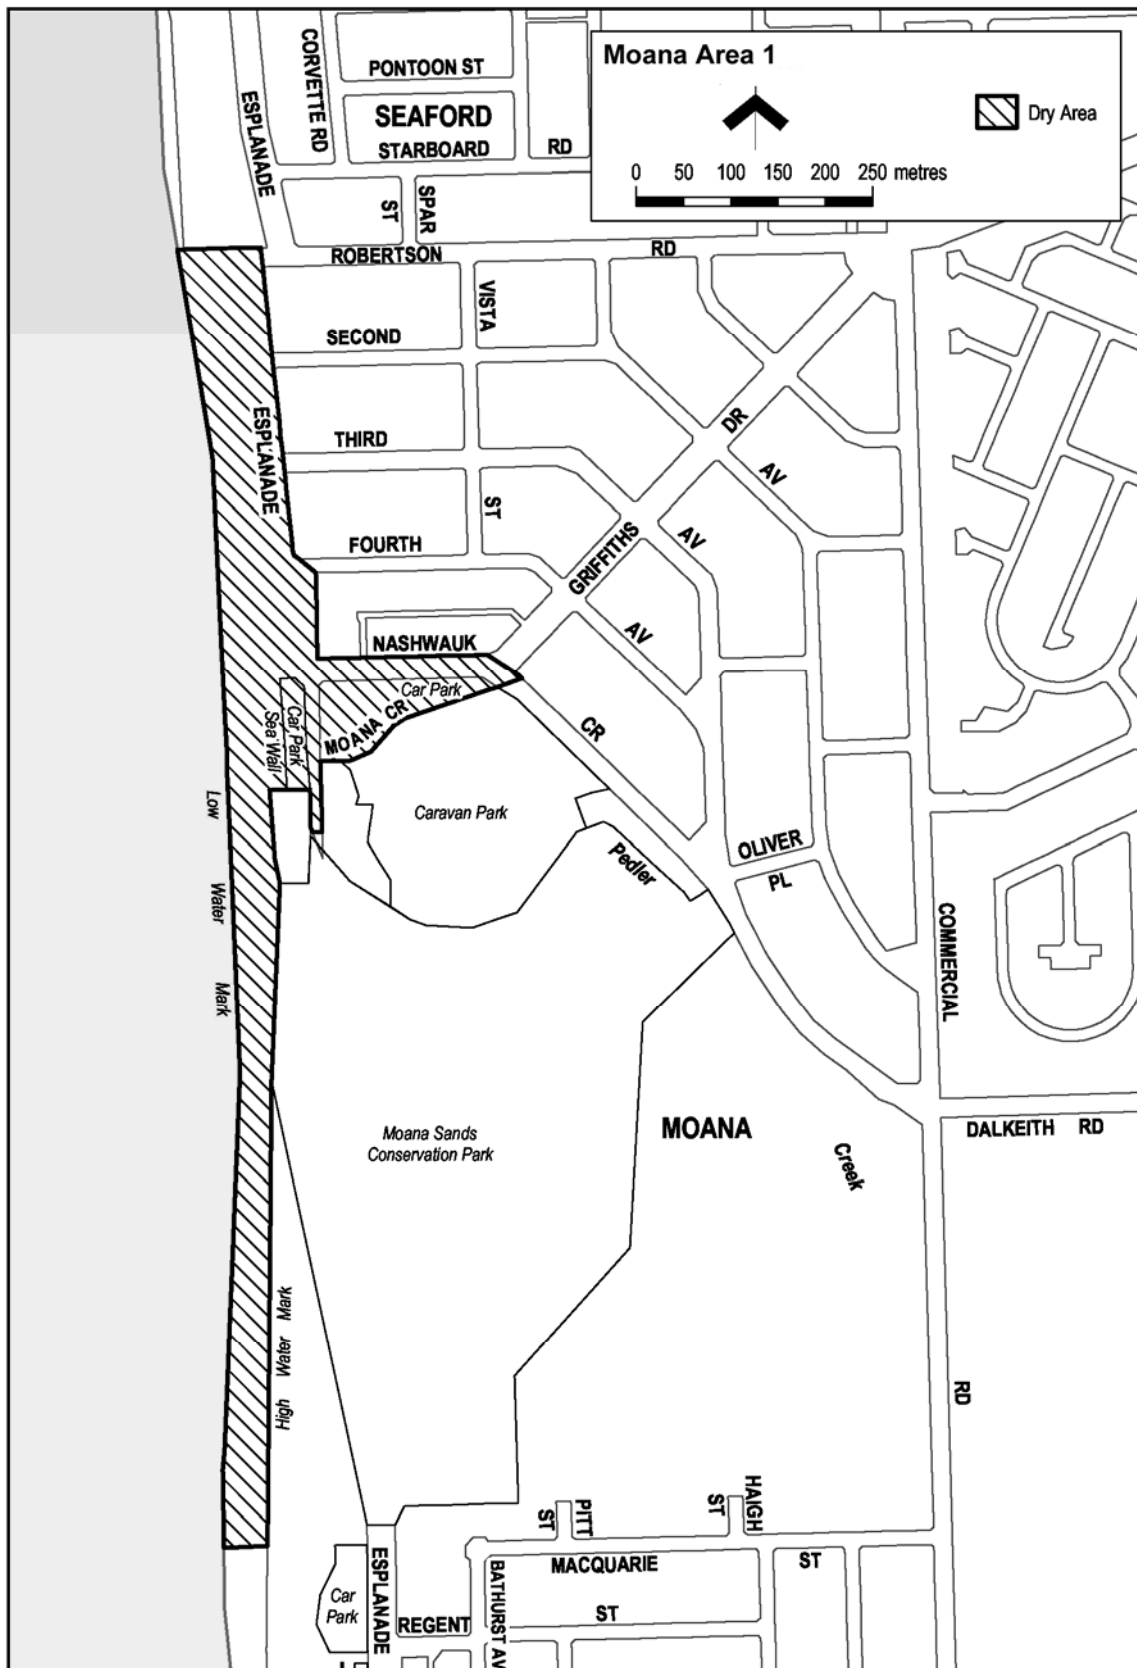 Moana Area 1
Dry Area
0 50 100 150 200 250 metres
CORVETTE RD
PONTOON ST
ESPLANADE
SEAFORD
STARBOARD RD
ST
SPAR
ROBERTSON RD
VISTA
SECOND
ESPLANADE
THIRD
DR
AV
ST
FOURTH
GRIFFITHS
AV
AV
NASHWAUK
Car Park
MOANA CR
Car Park
Sea Wall
CR
Low Water Mark
Caravan Park
OLIVER
PL
Pedler
COMMERCIAL
MOANA
DALKEITH RD
Moana Sands
Conservation Park
Creek
High Water Mark
RD
HAIGH
ST
PITT
ST
MACQUARIE ST
ESPLANADE
BATHURST AV
Car
Park
REGENT ST